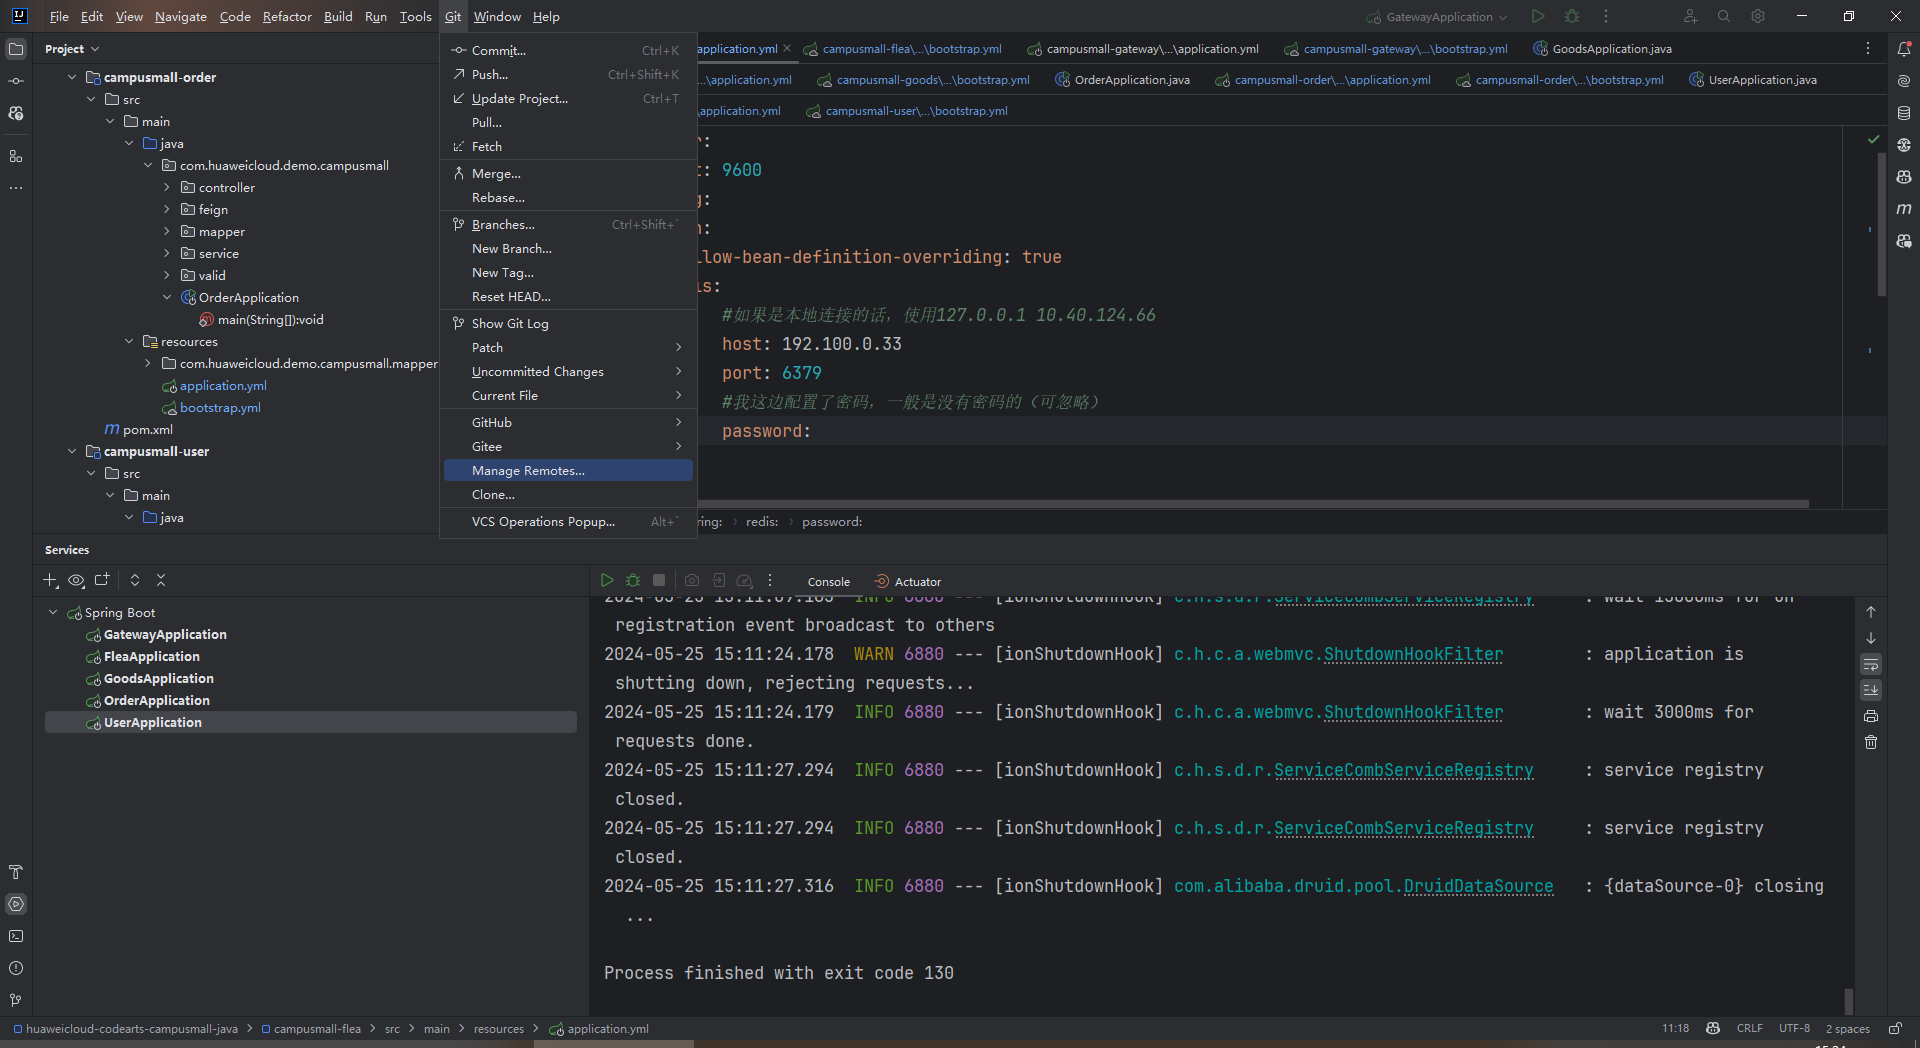 File Edit View Navigate Code Refactor Build Run Tools Git Window Help
GatewayApplication
Project
campusmall-order
src
main
java
com.huaweicloud.demo.campusmall
controller
feign
mapper
service
valid
OrderApplication
main(String[]):void
resources
com.huaweicloud.demo.campusmall.mapper
application.yml
bootstrap.yml
pom.xml
campusmall-user
src
main
java
Commit... Ctrl+K
Push... Ctrl+Shift+K
Update Project... Ctrl+T
Pull...
Fetch
Merge...
Rebase...
Branches... Ctrl+Shift+`
New Branch...
New Tag...
Reset HEAD...
Show Git Log
Patch
Uncommitted Changes
Current File
GitHub
Gitee
Manage Remotes...
Clone...
VCS Operations Popup... Alt+`
application.yml campusmall-flea\...\bootstrap.yml campusmall-gateway\...\application.yml campusmall-gateway\...\bootstrap.yml GoodsApplication.java
...\application.yml campusmall-goods\...\bootstrap.yml OrderApplication.java campusmall-order\...\application.yml campusmall-order\...\bootstrap.yml UserApplication.java
\application.yml campusmall-user\...\bootstrap.yml
:
: 9600
:
:
llow-bean-definition-overriding: true
is:
#如果是本地连接的话，使用127.0.0.1 10.40.124.66
host: 192.100.0.33
port: 6379
#我这边配置了密码，一般是没有密码的（可忽略）
password:
ring: redis: password:
Services
Console Actuator
Spring Boot
GatewayApplication
FleaApplication
GoodsApplication
OrderApplication
UserApplication
INFO 6880 --- [ionShutdownHook] c.h.s.d.r.ServiceCombServiceRegistry : wait 15000ms for un
registration event broadcast to others
2024-05-25 15:11:24.178 WARN 6880 --- [ionShutdownHook] c.h.c.a.webmvc.ShutdownHookFilter : application is
shutting down, rejecting requests...
2024-05-25 15:11:24.179 INFO 6880 --- [ionShutdownHook] c.h.c.a.webmvc.ShutdownHookFilter : wait 3000ms for
requests done.
2024-05-25 15:11:27.294 INFO 6880 --- [ionShutdownHook] c.h.s.d.r.ServiceCombServiceRegistry : service registry
closed.
2024-05-25 15:11:27.294 INFO 6880 --- [ionShutdownHook] c.h.s.d.r.ServiceCombServiceRegistry : service registry
closed.
2024-05-25 15:11:27.316 INFO 6880 --- [ionShutdownHook] com.alibaba.druid.pool.DruidDataSource : {dataSource-0} closing
...
Process finished with exit code 130
huaweicloud-codearts-campusmall-java campusmall-flea src main resources application.yml
11:18 CRLF UTF-8 2 spaces